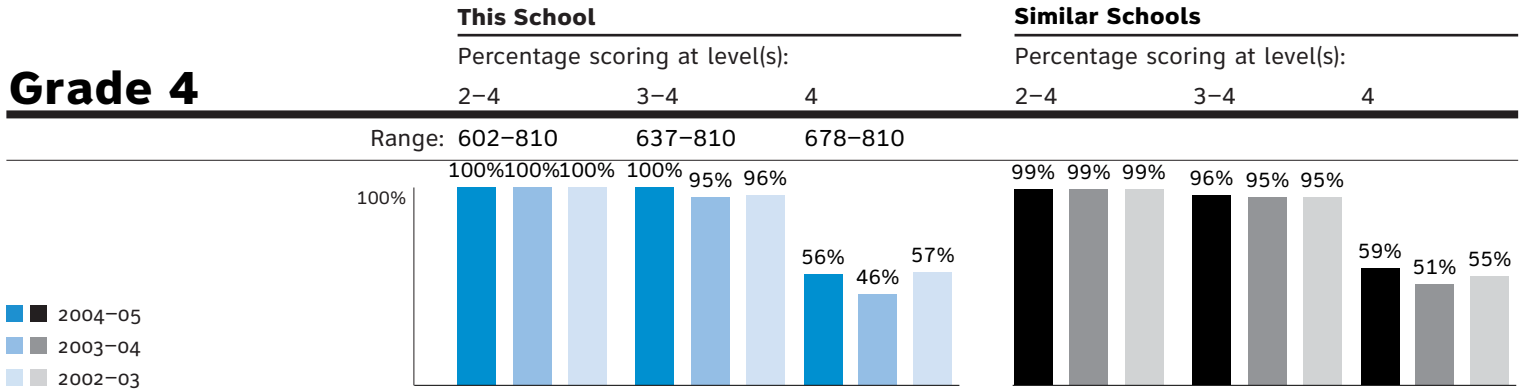 This School Similar Schools
Percentage scoring at level(s): Percentage scoring at level(s):
Grade 4 2–4 3–4 4 2–4 3–4 4
Range: 602–810 637–810 678–810
100% 100% 100% 100% 95% 96% 99% 99% 99% 96% 95% 95%
100%
56% 46% 57% 59% 51% 55%
2004–05
2003–04
2002–03